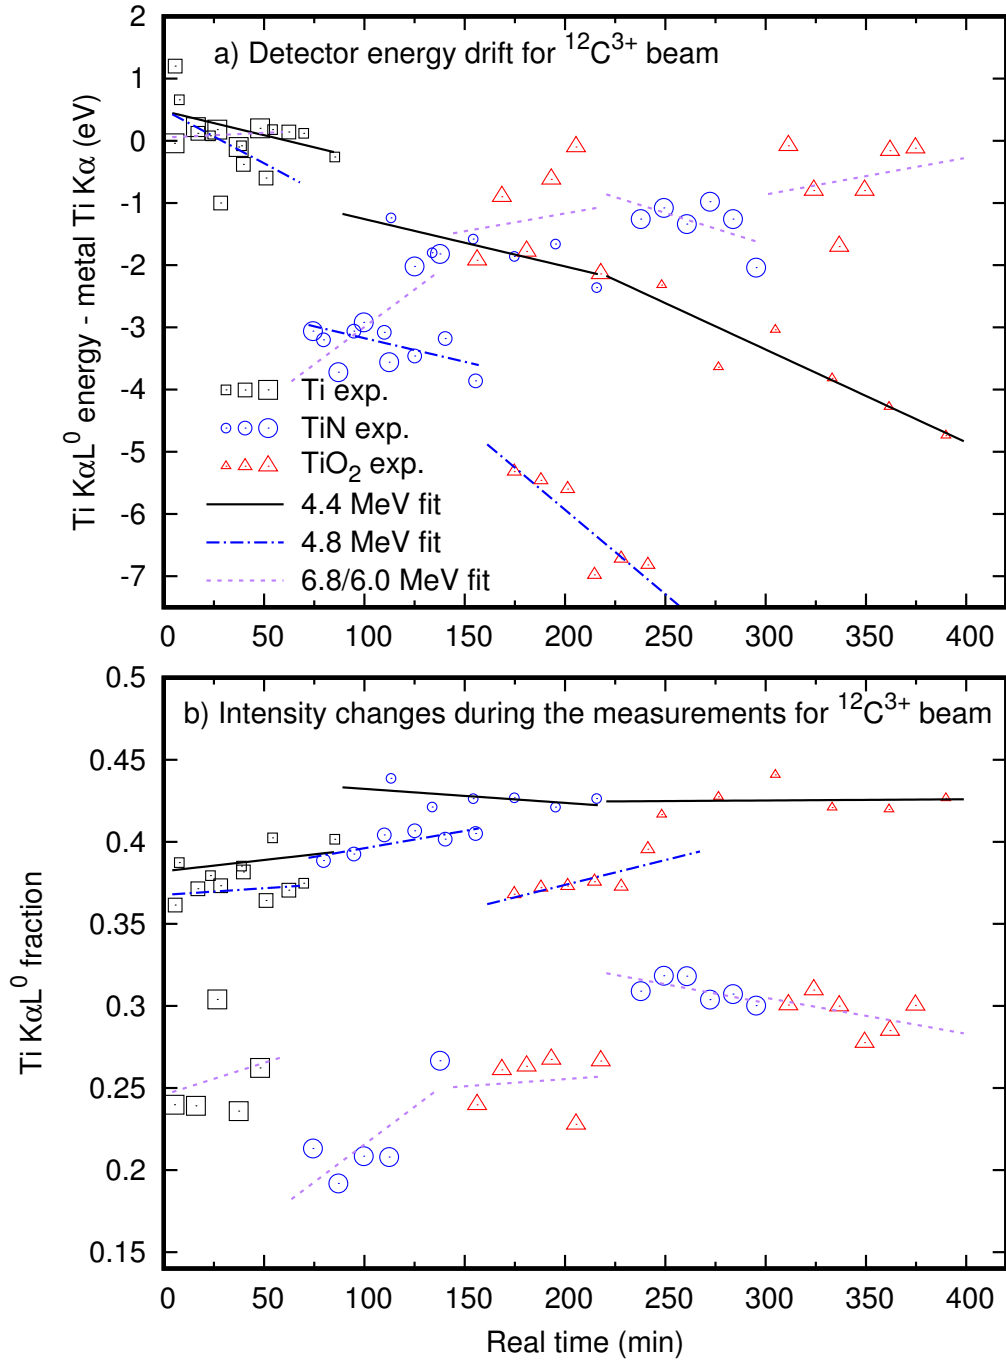 a) Detector energy drift for ¹²C³⁺ beam
Ti KαL⁰ energy - metal Ti Kα (eV)
2
1
0
-1
-2
-3
-4
-5
-6
-7
Ti exp.
TiN exp.
TiO₂ exp.
4.4 MeV fit
4.8 MeV fit
6.8/6.0 MeV fit
0 50 100 150 200 250 300 350 400
b) Intensity changes during the measurements for ¹²C³⁺ beam
Ti KαL⁰ fraction
0.5
0.45
0.4
0.35
0.3
0.25
0.2
0.15
0 50 100 150 200 250 300 350 400
Real time (min)